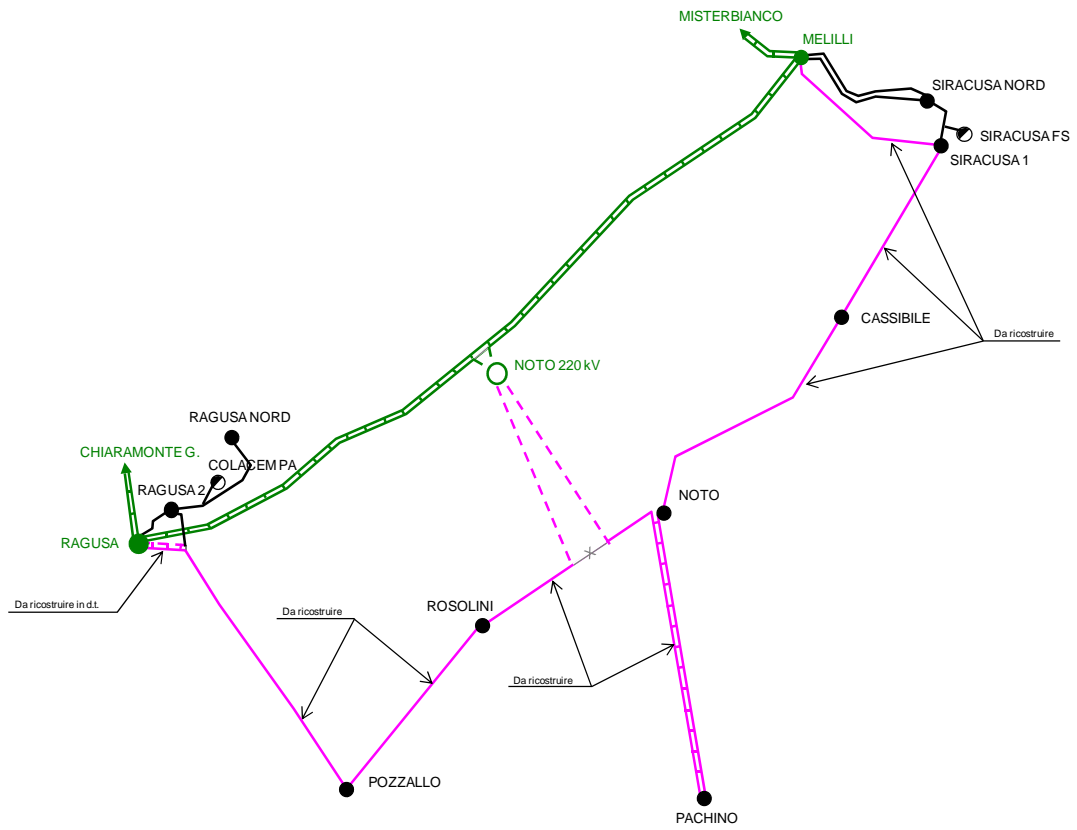 MISTERBIANCO
MELILLI
SIRACUSA NORD
SIRACUSA FS
SIRACUSA 1
CASSIBILE
Da ricostruire
NOTO 220 kV
RAGUSA NORD
CHIARAMONTE G.
COLACEM PA
RAGUSA 2
NOTO
RAGUSA
Da ricostruire in d.t.
Da ricostruire
ROSOLINI
Da ricostruire
POZZALLO
PACHINO